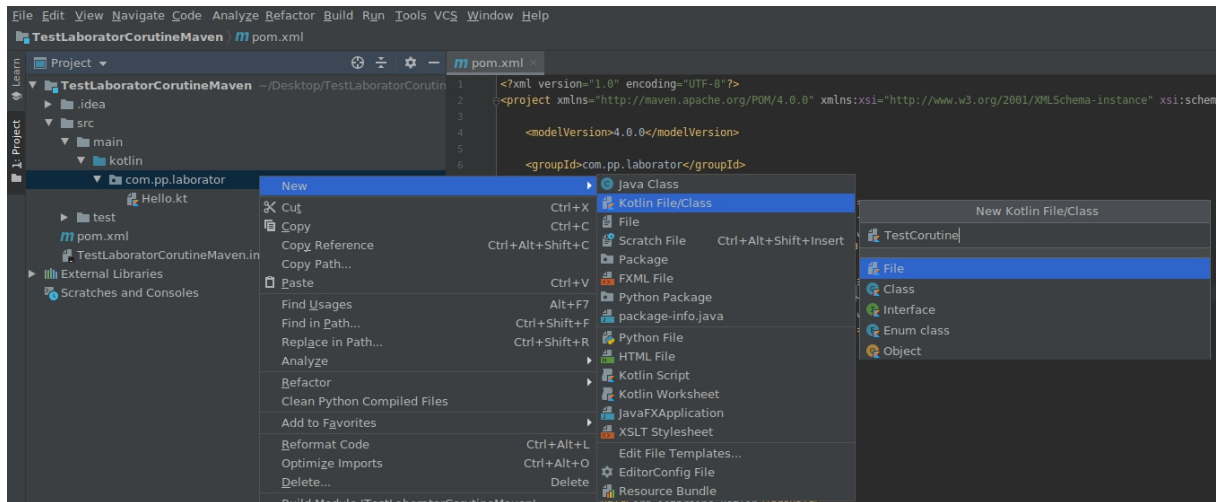 File Edit View Navigate Code Analyze Refactor Build Run Tools VCS Window Help
TestLaboratorCorutineMaven pom.xml
Learn
1: Project
Project
TestLaboratorCorutineMaven ~/Desktop/TestLaboratorCorutin
.idea
src
main
kotlin
com.pp.laborator
Hello.kt
test
pom.xml
TestLaboratorCorutineMaven.im
External Libraries
Scratches and Consoles
pom.xml
1 <?xml version="1.0" encoding="UTF-8"?>
2 <project xmlns="http://maven.apache.org/POM/4.0.0" xmlns:xsi="http://www.w3.org/2001/XMLSchema-instance" xsi:schem
3
4 <modelVersion>4.0.0</modelVersion>
5
6 <groupId>com.pp.laborator</groupId>
New
Cut Ctrl+X
Copy Ctrl+C
Copy Reference Ctrl+Alt+Shift+C
Copy Path...
Paste Ctrl+V
Find Usages Alt+F7
Find in Path... Ctrl+Shift+F
Replace in Path... Ctrl+Shift+R
Analyze
Refactor
Clean Python Compiled Files
Add to Favorites
Reformat Code Ctrl+Alt+L
Optimize Imports Ctrl+Alt+O
Delete... Delete
Java Class
Kotlin File/Class
File
Scratch File Ctrl+Alt+Shift+Insert
Package
FXML File
Python Package
package-info.java
Python File
HTML File
Kotlin Script
Kotlin Worksheet
JavaFXApplication
XSLT Stylesheet
Edit File Templates...
EditorConfig File
Resource Bundle
New Kotlin File/Class
TestCorutine
File
Class
Interface
Enum class
Object